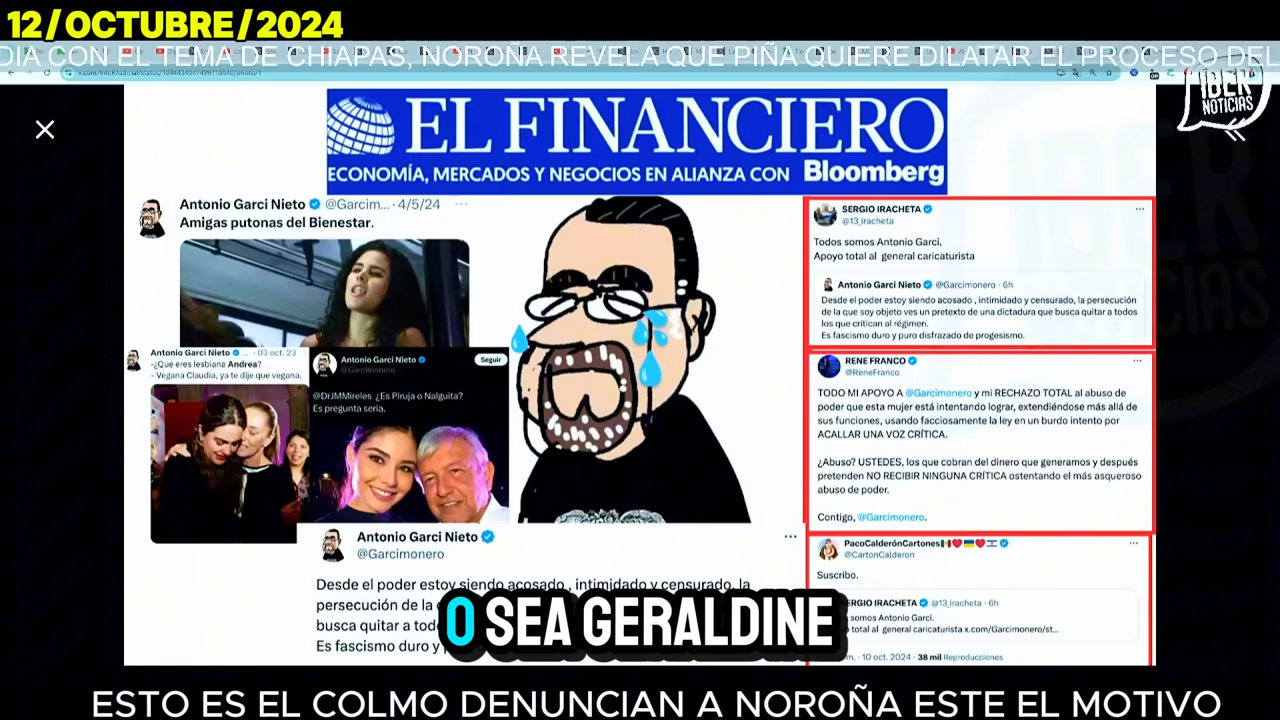 12/OCTUBRE/2024
DIA CON EL TEMA DE CHIAPAS, NOROÑA REVELA QUE PIÑA QUIERE DILATAR EL PROCESO DEL
IBER
NOTICIAS
EL FINANCIERO
ECONOMÍA, MERCADOS Y NEGOCIOS EN ALIANZA CON Bloomberg
Antonio Garci Nieto @Garcim... · 4/5/24
Amigas putonas del Bienestar.
Antonio Garci Nieto ... · 03 oct. 23
-¿Que eres lesbiana Andrea?
- Vegana Claudia, ya te dije que vegana.
Antonio Garci Nieto
@Garcimonero
Seguir
@DrJMMireles ¿Es Piruja o Nalguita?
Es pregunta seria.
Antonio Garci Nieto
@Garcimonero
Desde el poder estoy siendo acosado , intimidado y censurado, la
persecución de la
busca quitar a tod
Es fascismo duro y
SERGIO IRACHETA
@13_iracheta
Todos somos Antonio Garci.
Apoyo total al general caricaturista
Antonio Garci Nieto @Garcimonero · 6h
Desde el poder estoy siendo acosado , intimidado y censurado, la persecución
de la que soy objeto ves un pretexto de una dictadura que busca quitar a todos
los que critican al régimen.
Es fascismo duro y puro disfrazado de progesismo.
RENE FRANCO
@ReneFranco
TODO MI APOYO A @Garcimonero y mi RECHAZO TOTAL al abuso de
poder que esta mujer está intentando lograr, extendiéndose más allá de
sus funciones, usando facciosamente la ley en un burdo intento por
ACALLAR UNA VOZ CRÍTICA.
¿Abuso? USTEDES, los que cobran del dinero que generamos y después
pretenden NO RECIBIR NINGUNA CRÍTICA ostentando el más asqueroso
abuso de poder.
Contigo, @Garcimonero.
PacoCalderónCartones
@CartonCalderon
Suscribo.
ERGIO IRACHETA @13_iracheta · 6h
somos Antonio Garci.
o total al general caricaturista x.com/Garcimonero/st...
m. · 10 oct. 2024 · 38 mil Reproducciones
O SEA GERALDINE
ESTO ES EL COLMO DENUNCIAN A NOROÑA ESTE EL MOTIVO